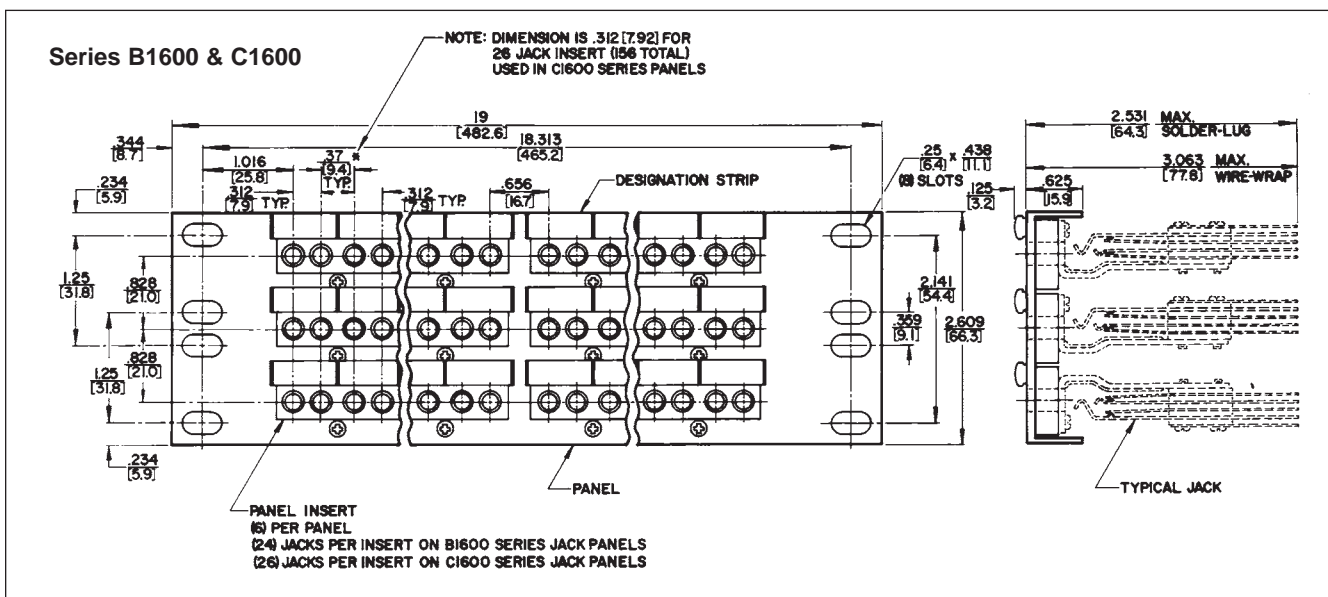 Series B1600 & C1600
NOTE: DIMENSION IS .312 [7.92] FOR
26 JACK INSERT (156 TOTAL)
USED IN C1600 SERIES PANELS
19
[482.6]
18.313
[465.2]
.344
[8.7]
1.016
[25.8]
.37 *
[9.4]
TYP.
.312
[7.9] TYP.
.312
[7.9] TYP.
.656
[16.7]
DESIGNATION STRIP
.25 x .438
[6.4] [11.1]
(8) SLOTS
2.531 MAX.
[64.3] SOLDER-LUG
3.063 MAX.
[77.8] WIRE-WRAP
.125
[3.2]
.625
[15.9]
.234
[5.9]
1.25
[31.8]
.828
[21.0]
.828
[21.0]
1.25
[31.8]
.234
[5.9]
2.141
[54.4]
.359
[9.1]
2.609
[66.3]
PANEL
TYPICAL JACK
PANEL INSERT
(6) PER PANEL
(24) JACKS PER INSERT ON B1600 SERIES JACK PANELS
(26) JACKS PER INSERT ON C1600 SERIES JACK PANELS